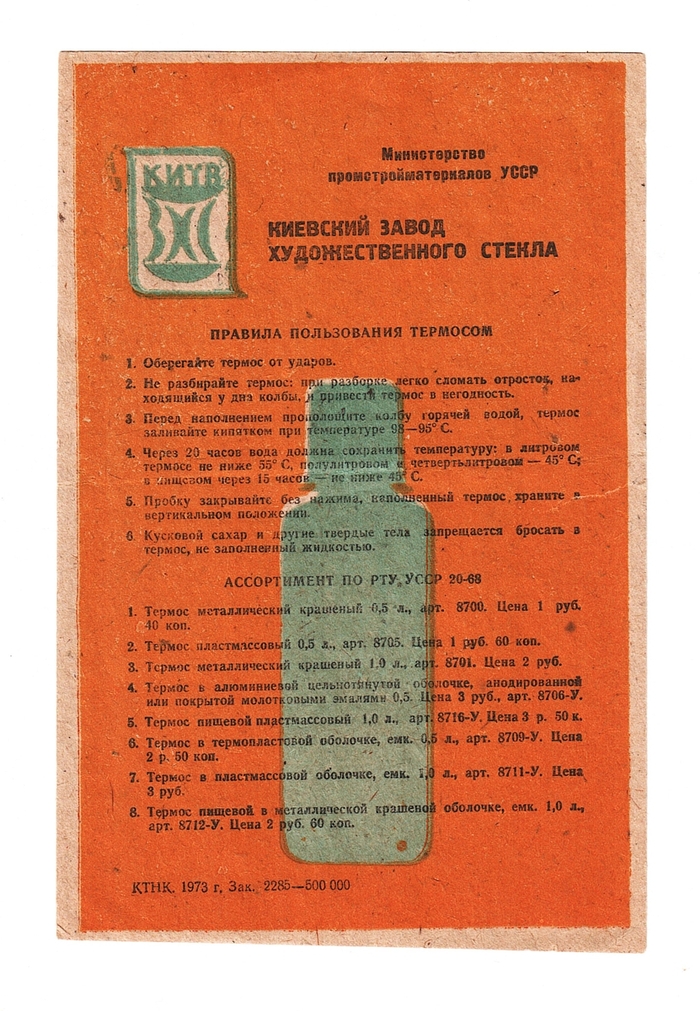 КИТВ
Министерство
промстройматериалов УССР
КИЕВСКИЙ ЗАВОД
ХУДОЖЕСТВЕННОГО СТЕКЛА
ПРАВИЛА ПОЛЬЗОВАНИЯ ТЕРМОСОМ
1. Оберегайте термос от ударов.
2. Не разбирайте термос: при разборке легко сломать отросток, на-
ходящийся у дна колбы, и привести термос в негодность.
3. Перед наполнением прополощите колбу горячей водой, термос
заливайте кипятком при температуре 98—95° С.
4. Через 20 часов вода должна сохранить температуру: в литровом
термосе не ниже 55° С, полулитровом и четвертьлитровом — 45° С;
в пищевом через 15 часов — не ниже 45° С.
5. Пробку закрывайте без нажима, наполненный термос храните в
вертикальном положении.
6. Кусковой сахар и другие твердые тела запрещается бросать в
термос, не заполненный жидкостью.
АССОРТИМЕНТ ПО РТУ УССР 20-68
1. Термос металлический крашеный 0,5 л., арт. 8700. Цена 1 руб.
40 коп.
2. Термос пластмассовый 0,5 л., арт. 8705. Цена 1 руб. 60 коп.
3. Термос металлический крашеный 1,0 л., арт. 8701. Цена 2 руб.
4. Термос в алюминиевой цельнотянутой оболочке, анодированной
или покрытой молотковыми эмалями 0,5. Цена 3 руб., арт. 8706-У.
5. Термос пищевой пластмассовый 1,0 л., арт. 8716-У. Цена 3 р. 50 к.
6. Термос в термопластовой оболочке, емк. 0,5 л., арт. 8709-У. Цена
2 р. 50 коп.
7. Термос в пластмассовой оболочке, емк. 1,0 л., арт. 8711-У. Цена
3 руб.
8. Термос пищевой в металлической крашеной оболочке, емк. 1,0 л.,
арт. 8712-У. Цена 2 руб. 60 коп.
КТНК. 1973 г. Зак. 2285—500 000